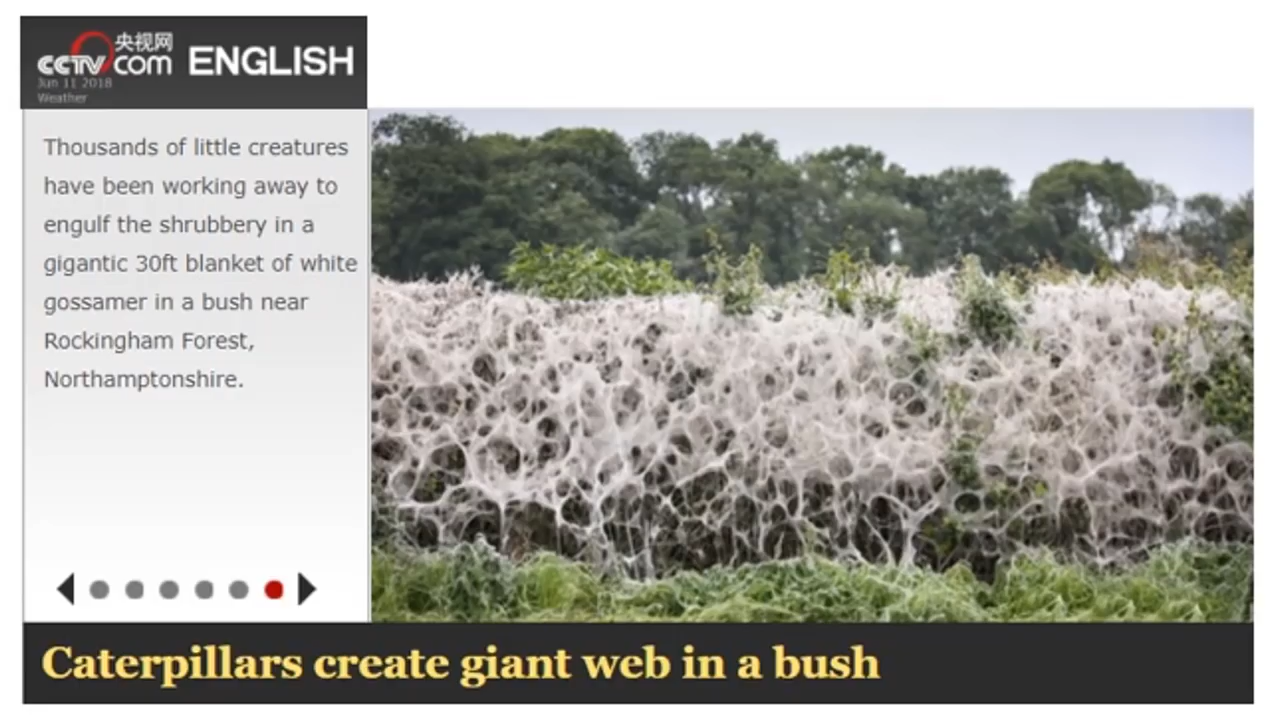 央视网
CCTV.com ENGLISH
Jun 11 2018
Weather
Thousands of little creatures
have been working away to
engulf the shrubbery in a
gigantic 30ft blanket of white
gossamer in a bush near
Rockingham Forest,
Northamptonshire.
Caterpillars create giant web in a bush